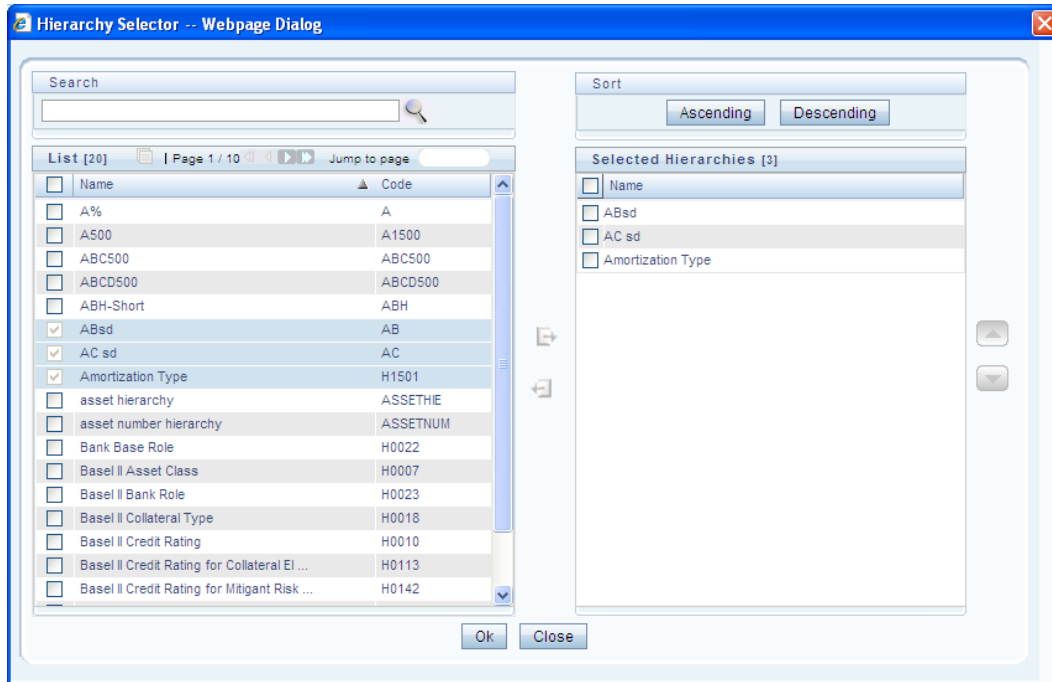 Hierarchy Selector -- Webpage Dialog
Search
Sort
Ascending Descending
List [20] | Page 1 / 10 Jump to page
Selected Hierarchies [3]
Name Code
Name
A% A
A500 A1500
ABC500 ABC500
ABCD500 ABCD500
ABH-Short ABH
ABsd AB
AC sd AC
Amortization Type H1501
asset hierarchy ASSETHIE
asset number hierarchy ASSETNUM
Bank Base Role H0022
Basel II Asset Class H0007
Basel II Bank Role H0023
Basel II Collateral Type H0018
Basel II Credit Rating H0010
Basel II Credit Rating for Collateral El ... H0113
Basel II Credit Rating for Mitigant Risk ... H0142
ABsd
AC sd
Amortization Type
Ok Close